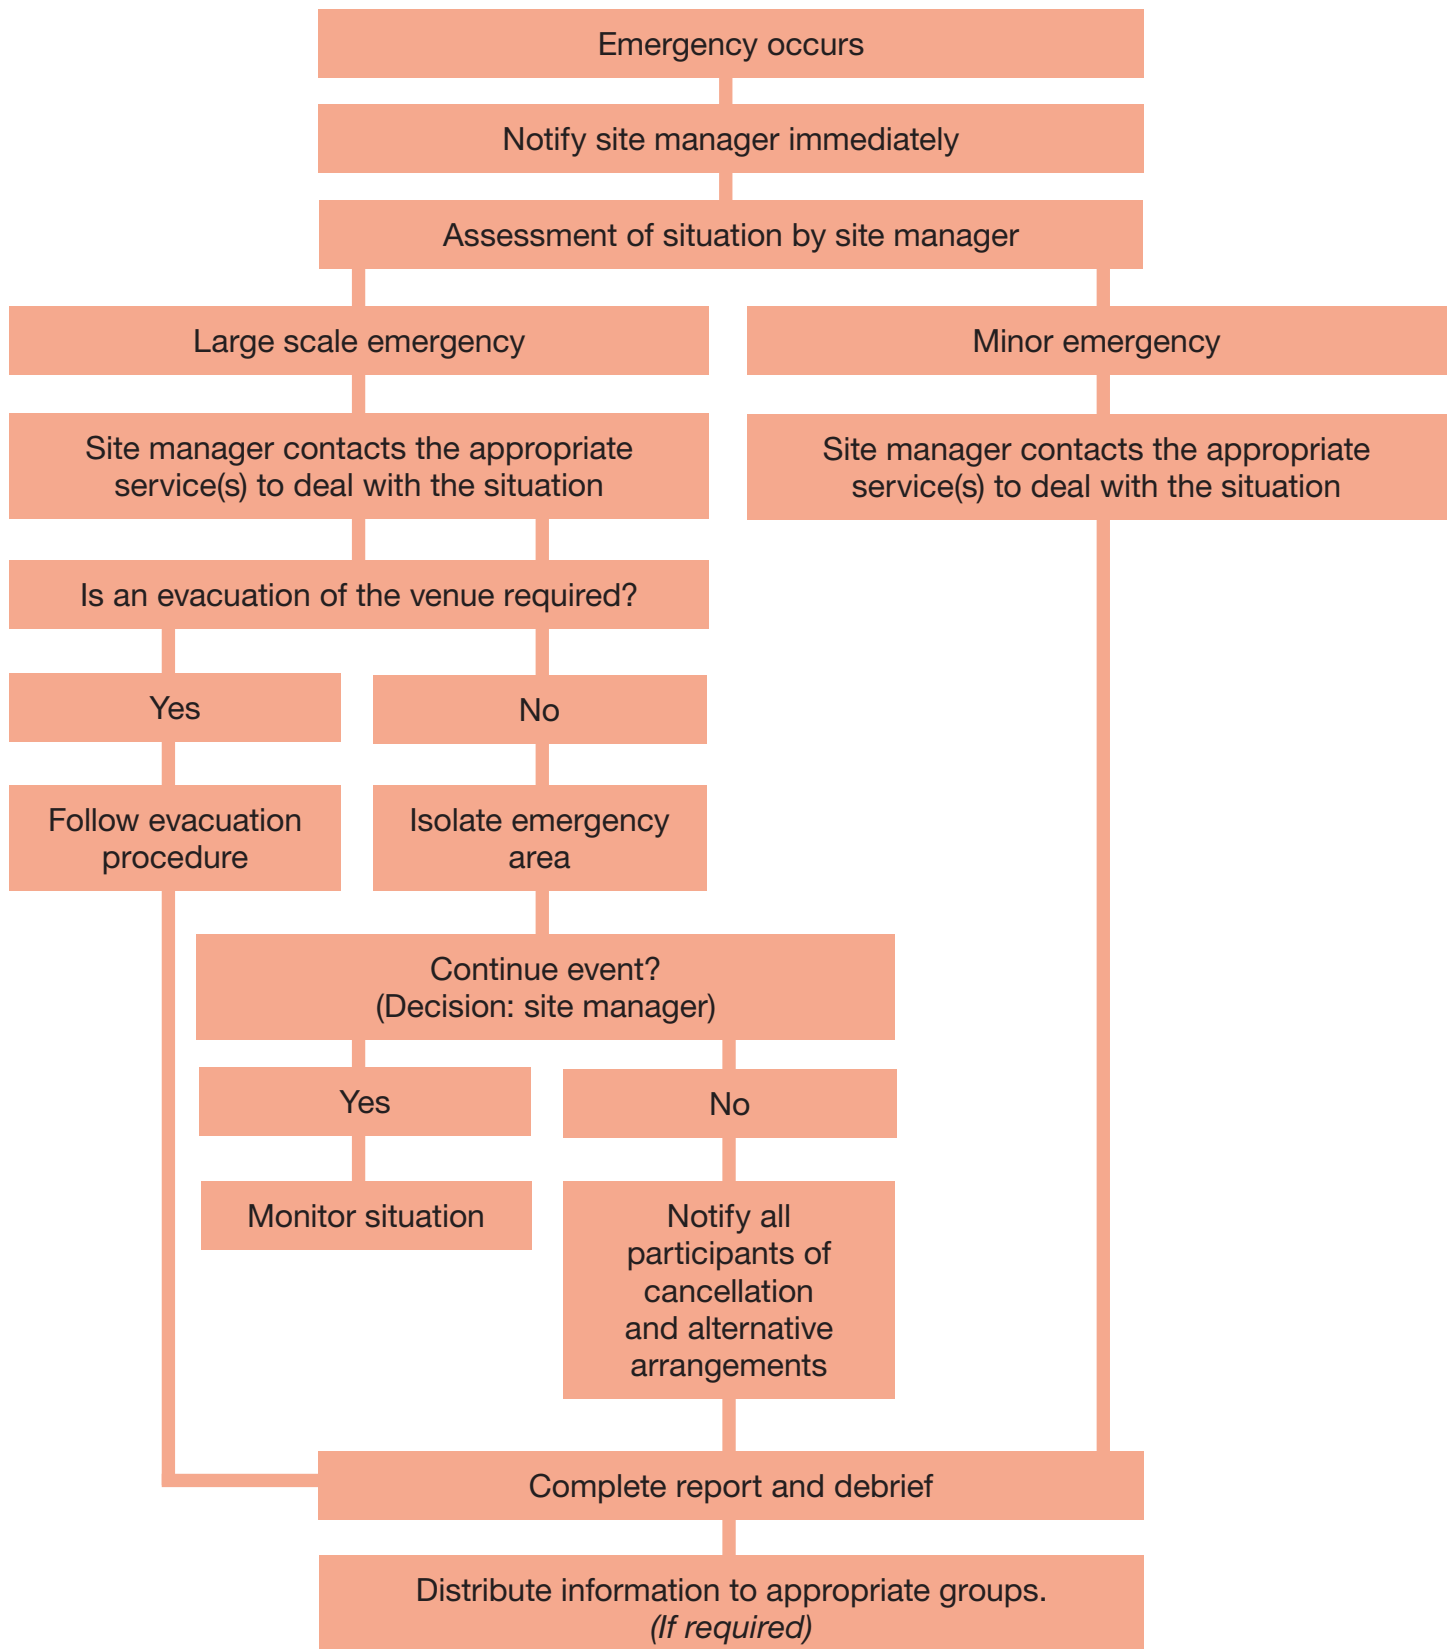 Emergency occurs
Notify site manager immediately
Assessment of situation by site manager
Large scale emergency
Minor emergency
Site manager contacts the appropriate
service(s) to deal with the situation
Site manager contacts the appropriate
service(s) to deal with the situation
Is an evacuation of the venue required?
Yes
No
Follow evacuation
procedure
Isolate emergency
area
Continue event?
(Decision: site manager)
Yes
No
Monitor situation
Notify all
participants of
cancellation
and alternative
arrangements
Complete report and debrief
Distribute information to appropriate groups.
(If required)